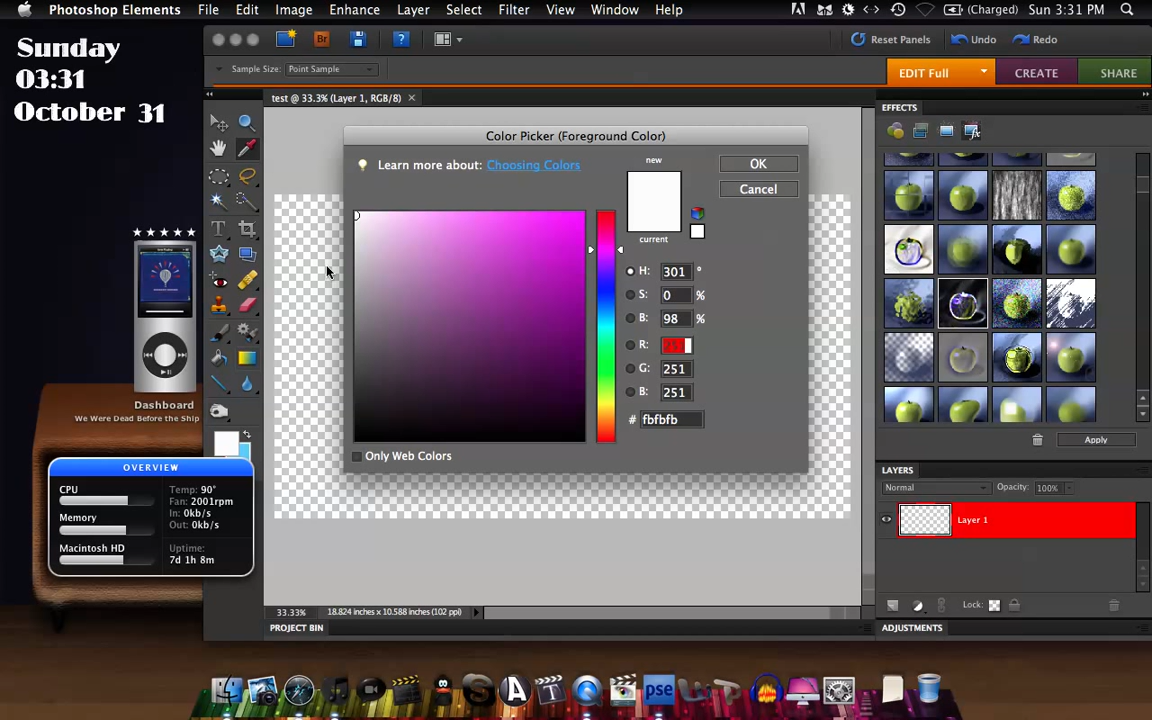 Photoshop Elements File Edit Image Enhance Layer Select Filter View Window Help (Charged) Sun 3:31 PM
Sunday
03:31
October 31
Br ? Reset Panels Undo Redo
Sample Size: Point Sample EDIT Full CREATE SHARE
test @ 33.3% (Layer 1, RGB/8) ×
EFFECTS
Color Picker (Foreground Color)
Learn more about: Choosing Colors
new
OK
Cancel
current
H: 301 °
S: 0 %
B: 98 %
R: 251
G: 251
B: 251
# fbfbfb
Only Web Colors
Apply
LAYERS
Normal Opacity: 100%
Layer 1
Lock:
ADJUSTMENTS
Dashboard
We Were Dead Before the Ship
OVERVIEW
CPU
Memory
Macintosh HD
Temp: 90°
Fan: 2001rpm
In: 0kb/s
Out: 0kb/s
Uptime:
7d 1h 8m
33.33% 18.824 inches x 10.588 inches (102 ppi)
PROJECT BIN
pse